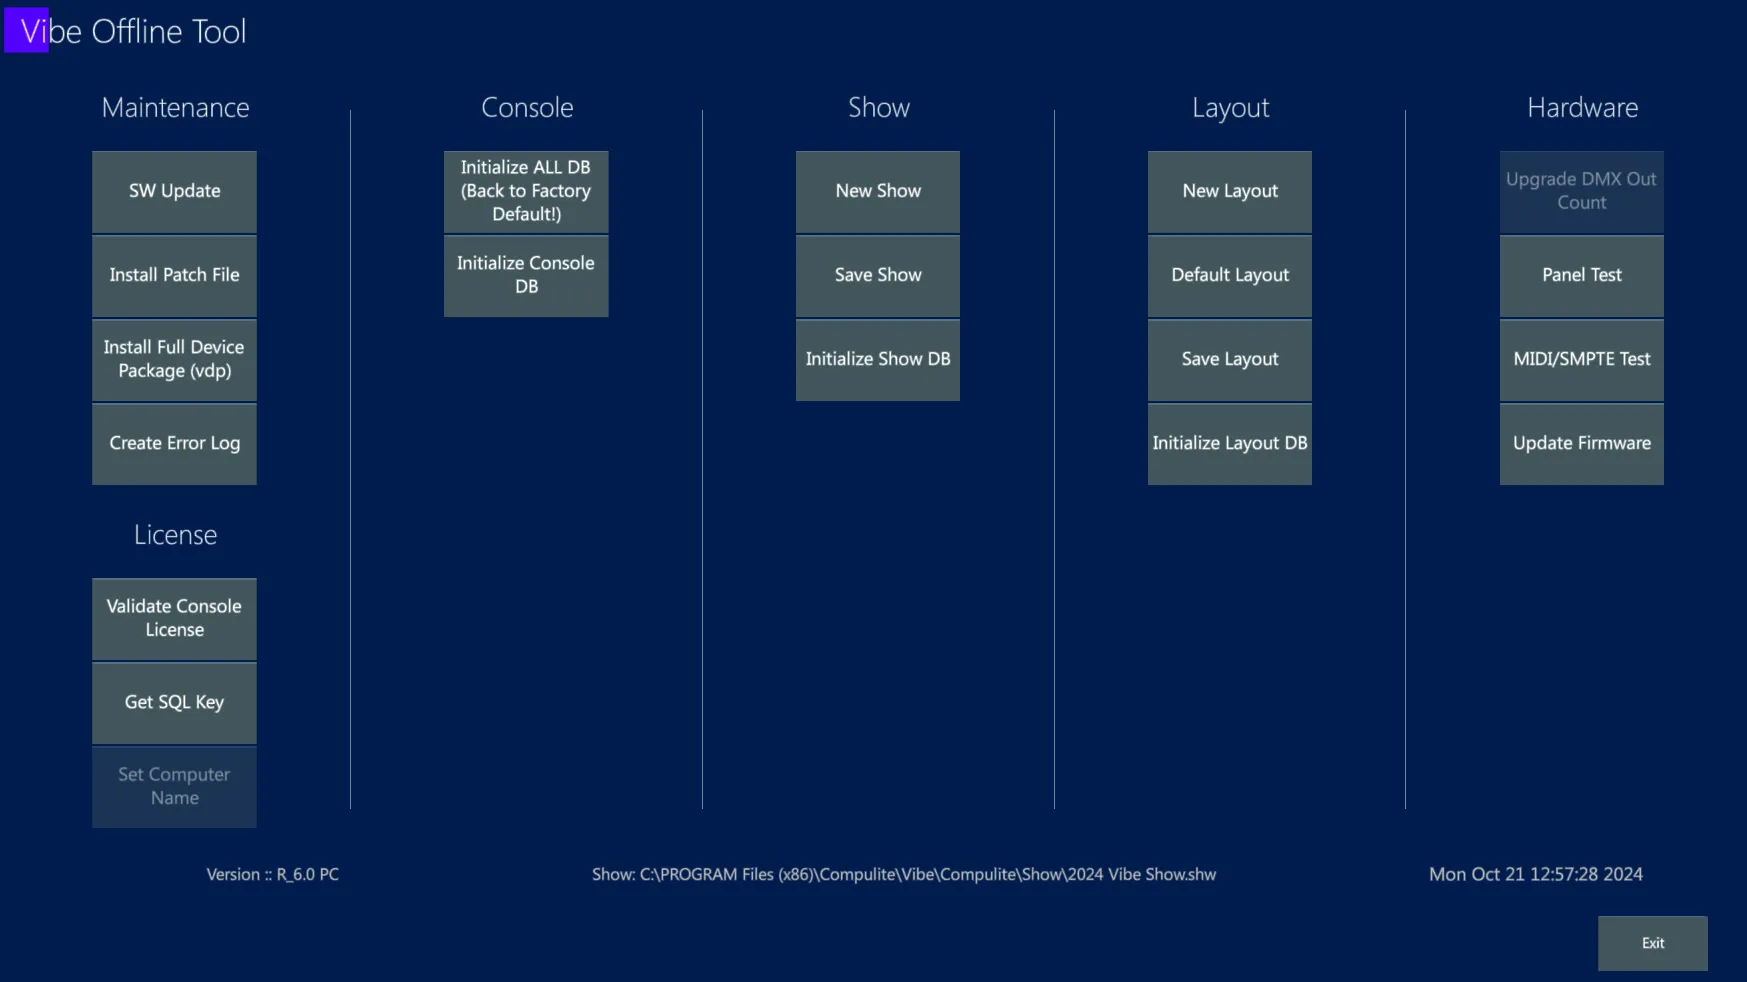 Vibe Offline Tool
Maintenance
SW Update
Install Patch File
Install Full Device
Package (vdp)
Create Error Log
License
Validate Console
License
Get SQL Key
Set Computer
Name
Console
Initialize ALL DB
(Back to Factory
Default!)
Initialize Console
DB
Show
New Show
Save Show
Initialize Show DB
Layout
New Layout
Default Layout
Save Layout
Initialize Layout DB
Hardware
Upgrade DMX Out
Count
Panel Test
MIDI/SMPTE Test
Update Firmware
Version :: R_6.0 PC
Show: C:\PROGRAM Files (x86)\Compulite\Vibe\Compulite\Show\2024 Vibe Show.shw
Mon Oct 21 12:57:28 2024
Exit